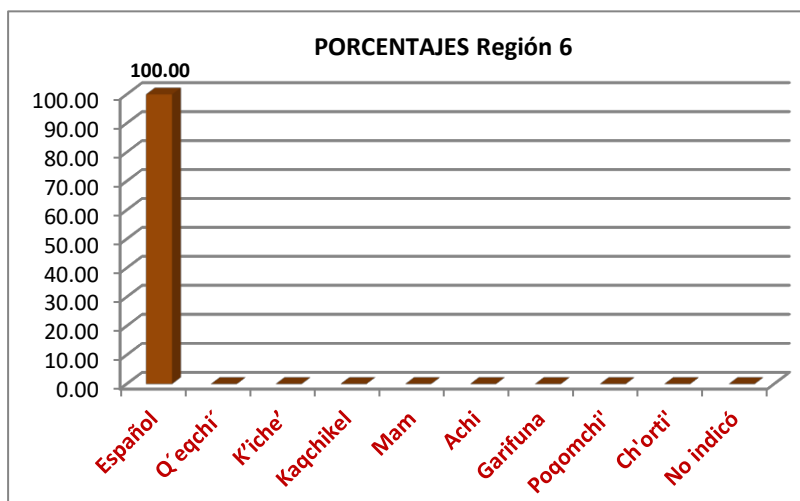 PORCENTAJES Región 6
100.00
100.00
90.00
80.00
70.00
60.00
50.00
40.00
30.00
20.00
10.00
0.00
Español
Q´eqchi´
K'iche’
Kaqchikel
Mam
Achi
Garifuna
Poqomchi'
Ch'orti'
No indicó